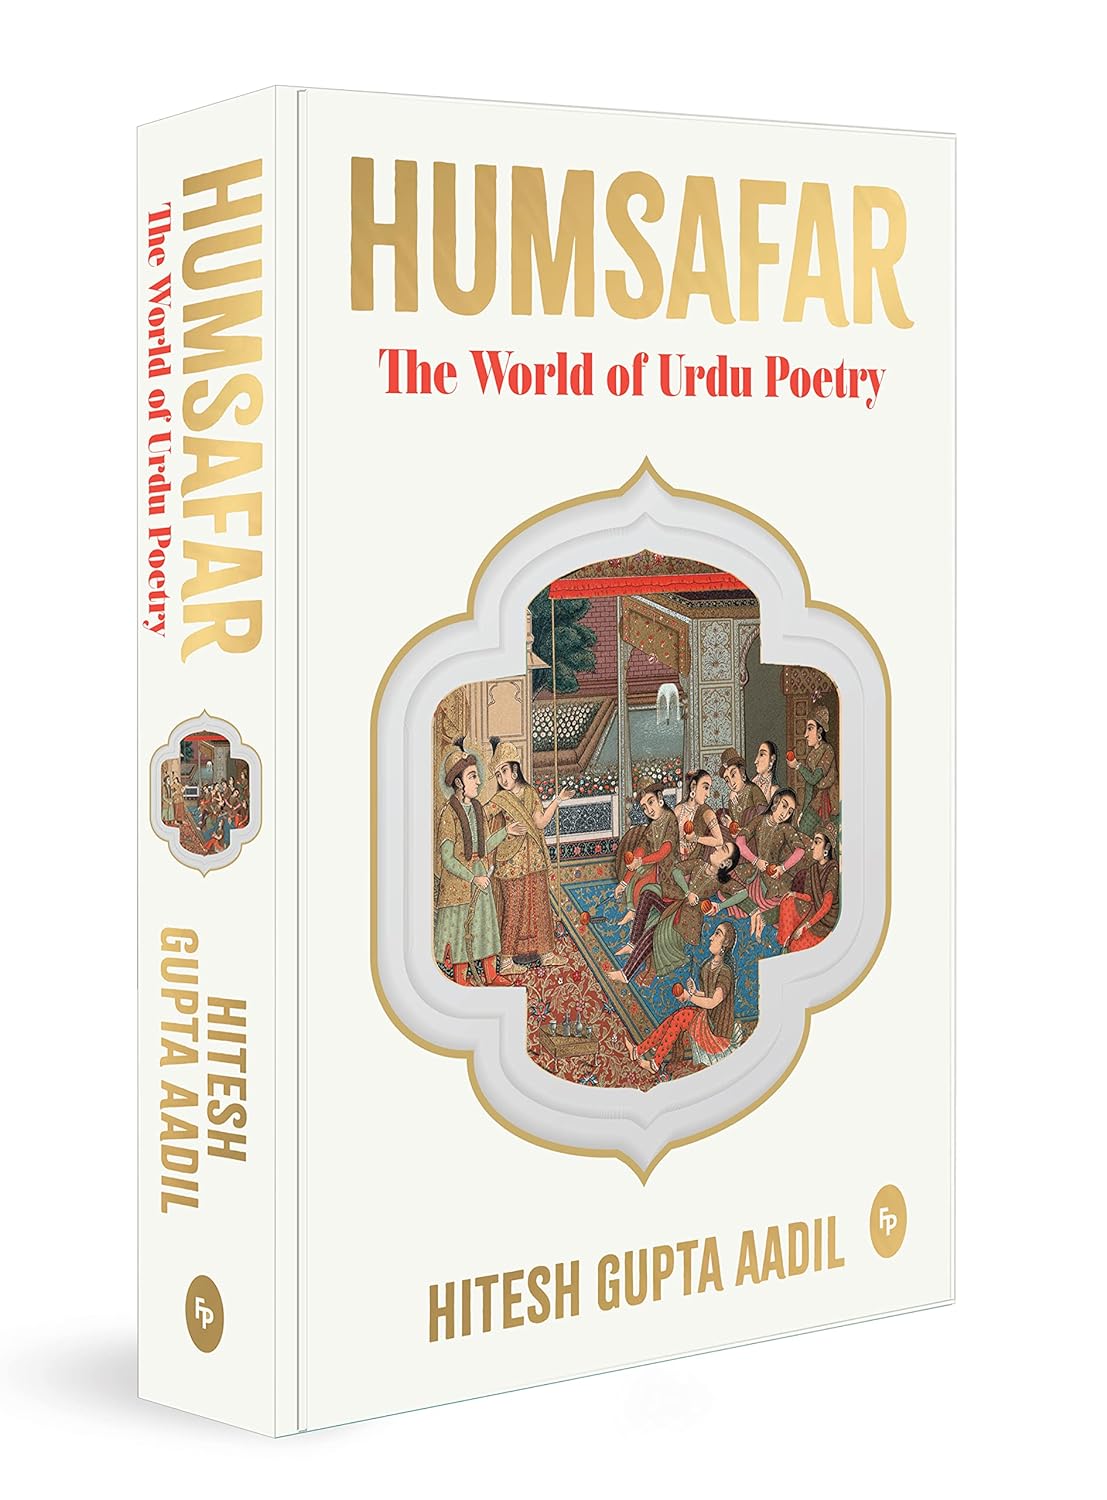 HUMSAFAR
The World of Urdu Poetry
HITESH GUPTA AADIL
FP
HUMSAFAR
The World of Urdu Poetry
HITESH
GUPTA AADIL
FP